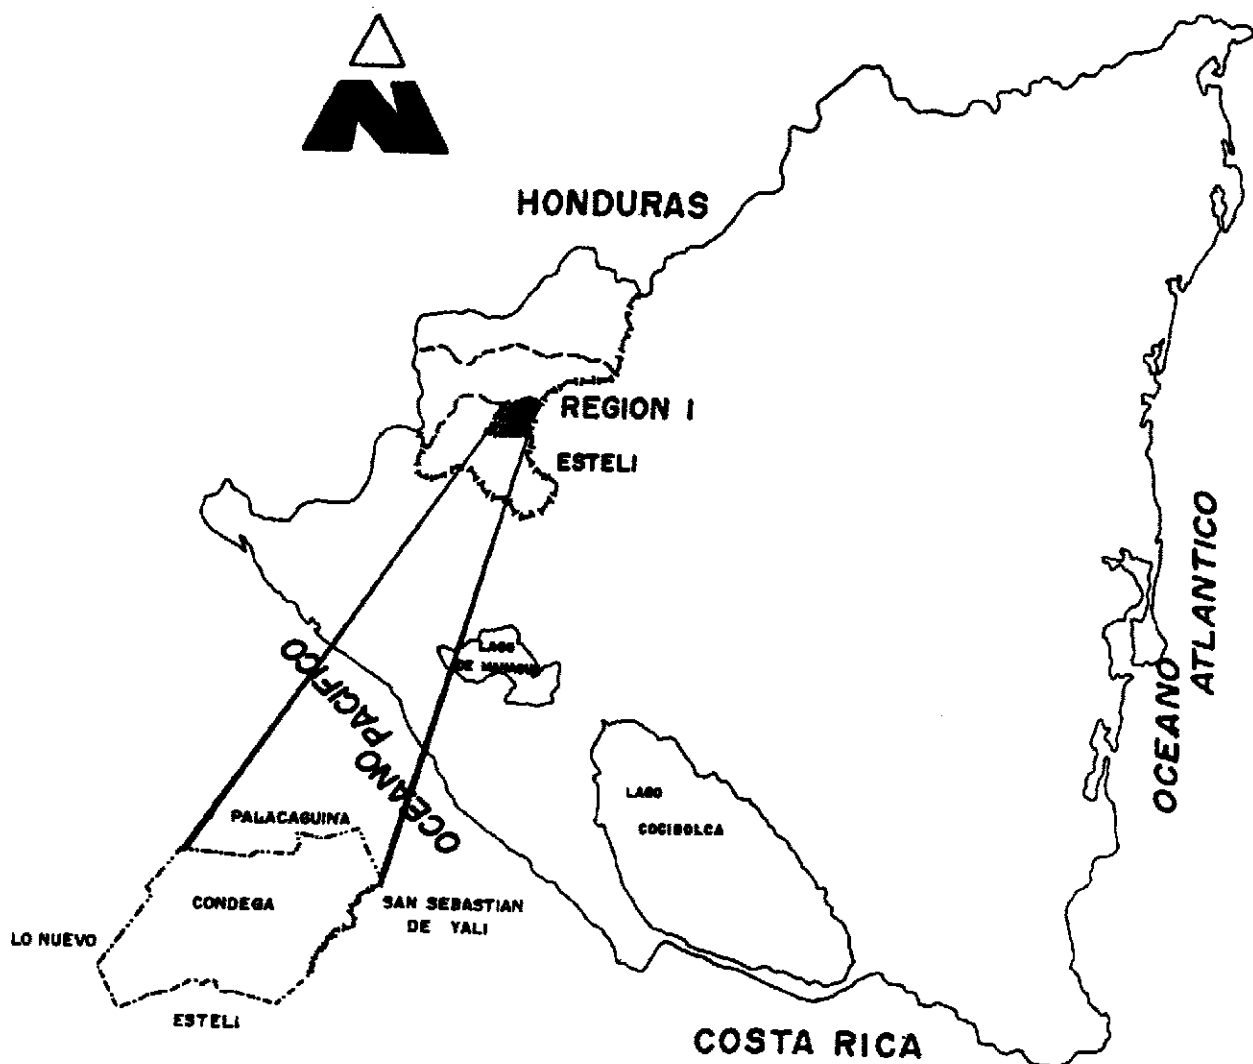 N
HONDURAS
REGION I
ESTELI
LAGO
DE MANAGUA
OCEANO PACIFICO
OCEANO
ATLANTICO
LAGO
COCIBOLCA
PALACAGUINA
CONDEGA
SAN SEBASTIAN
DE YALI
LO NUEVO
ESTELI
COSTA RICA